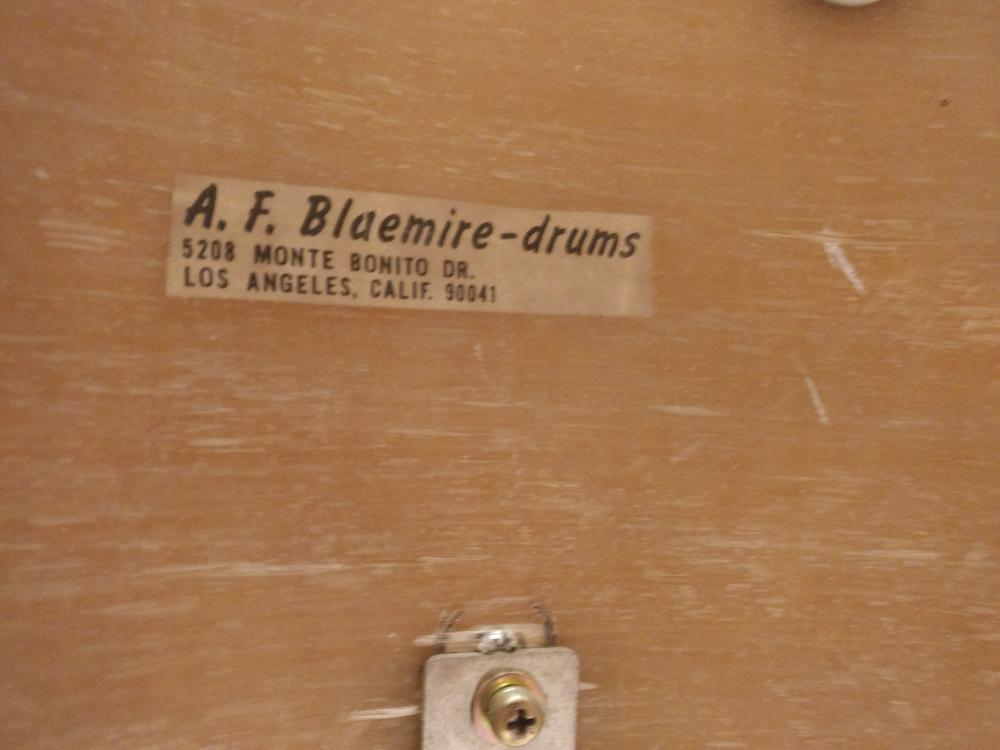 A. F. Blaemire-drums
5208 MONTE BONITO DR.
LOS ANGELES, CALIF. 90041